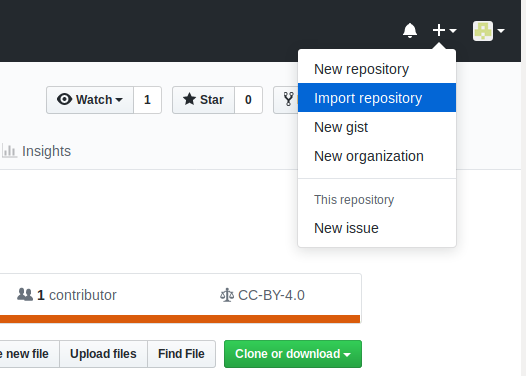 New repository
Watch 1 Star 0
Import repository
New gist
Insights
New organization
This repository
New issue
1 contributor CC-BY-4.0
new file Upload files Find File Clone or download